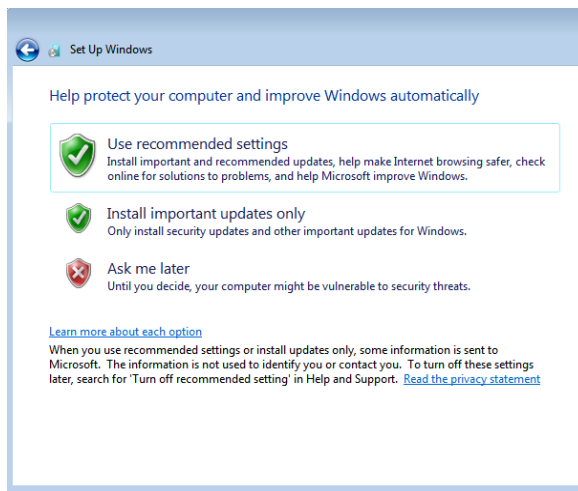 Set Up Windows
Help protect your computer and improve Windows automatically
Use recommended settings
Install important and recommended updates, help make Internet browsing safer, check
online for solutions to problems, and help Microsoft improve Windows.
Install important updates only
Only install security updates and other important updates for Windows.
Ask me later
Until you decide, your computer might be vulnerable to security threats.
Learn more about each option
When you use recommended settings or install updates only, some information is sent to
Microsoft. The information is not used to identify you or contact you. To turn off these settings
later, search for 'Turn off recommended setting' in Help and Support. Read the privacy statement